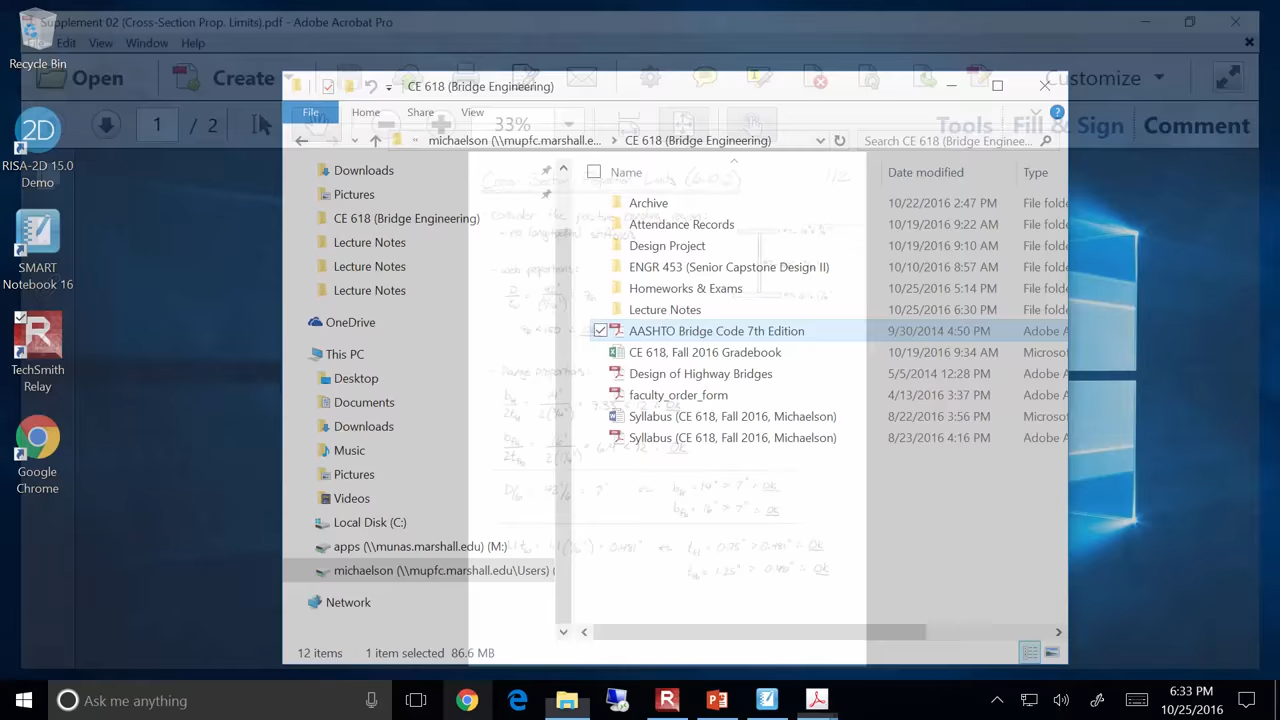 Supplement 02 (Cross-Section Prop. Limits).pdf - Adobe Acrobat Pro
Edit View Window Help
Open Create Customize
1 / 2 33% Tools Fill & Sign Comment
Recycle Bin
RISA-2D 15.0
Demo
SMART
Notebook 16
TechSmith
Relay
Google
Chrome
CE 618 (Bridge Engineering)
File Home Share View
michaelson (\\mupfc.marshall.e... CE 618 (Bridge Engineering) Search CE 618 (Bridge Enginee...
Name Date modified Type
Downloads
Pictures
CE 618 (Bridge Engineering)
Lecture Notes
Lecture Notes
Lecture Notes
OneDrive
This PC
Desktop
Documents
Downloads
Music
Pictures
Videos
Local Disk (C:)
apps (\\munas.marshall.edu) (M:)
michaelson (\\mupfc.marshall.edu\Users) (
Network
Archive 10/22/2016 2:47 PM File folde
Attendance Records 10/19/2016 9:22 AM File folde
Design Project 10/19/2016 9:10 AM File folde
ENGR 453 (Senior Capstone Design II) 10/10/2016 8:57 AM File folde
Homeworks & Exams 10/25/2016 5:14 PM File folde
Lecture Notes 10/25/2016 6:30 PM File folde
AASHTO Bridge Code 7th Edition 9/30/2014 4:50 PM Adobe A
CE 618, Fall 2016 Gradebook 10/19/2016 9:34 AM Microso
Design of Highway Bridges 5/5/2014 12:28 PM Adobe A
faculty_order_form 4/13/2016 3:37 PM Adobe A
Syllabus (CE 618, Fall 2016, Michaelson) 8/22/2016 3:56 PM Microso
Syllabus (CE 618, Fall 2016, Michaelson) 8/23/2016 4:16 PM Adobe A
12 items 1 item selected 86.6 MB
Ask me anything
6:33 PM
10/25/2016